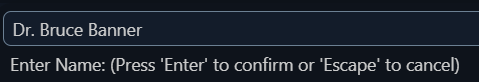 Dr. Bruce Banner
Enter Name: (Press 'Enter' to confirm or 'Escape' to cancel)